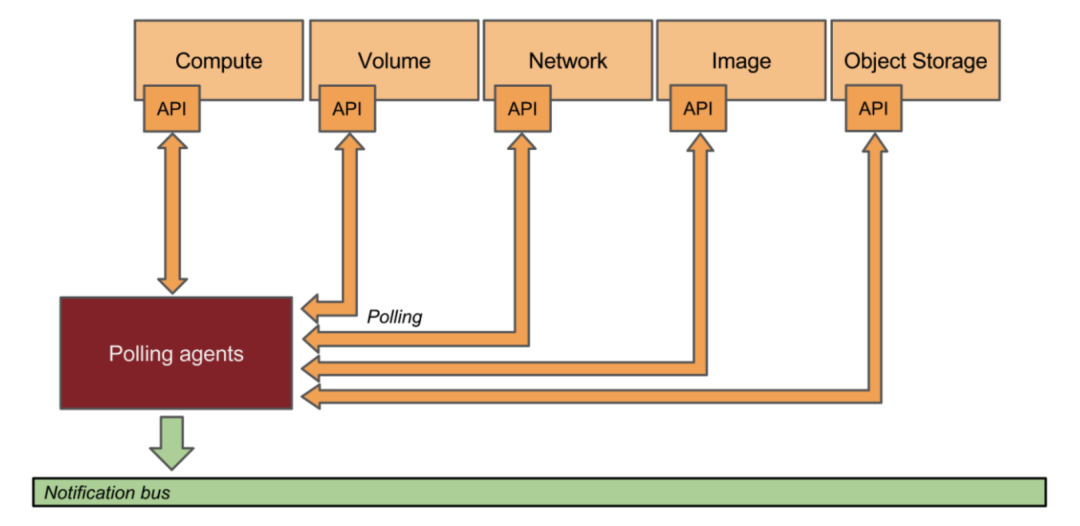 Compute
Volume
Network
Image
Object Storage
API
API
API
API
API
Polling
Polling agents
Notification bus